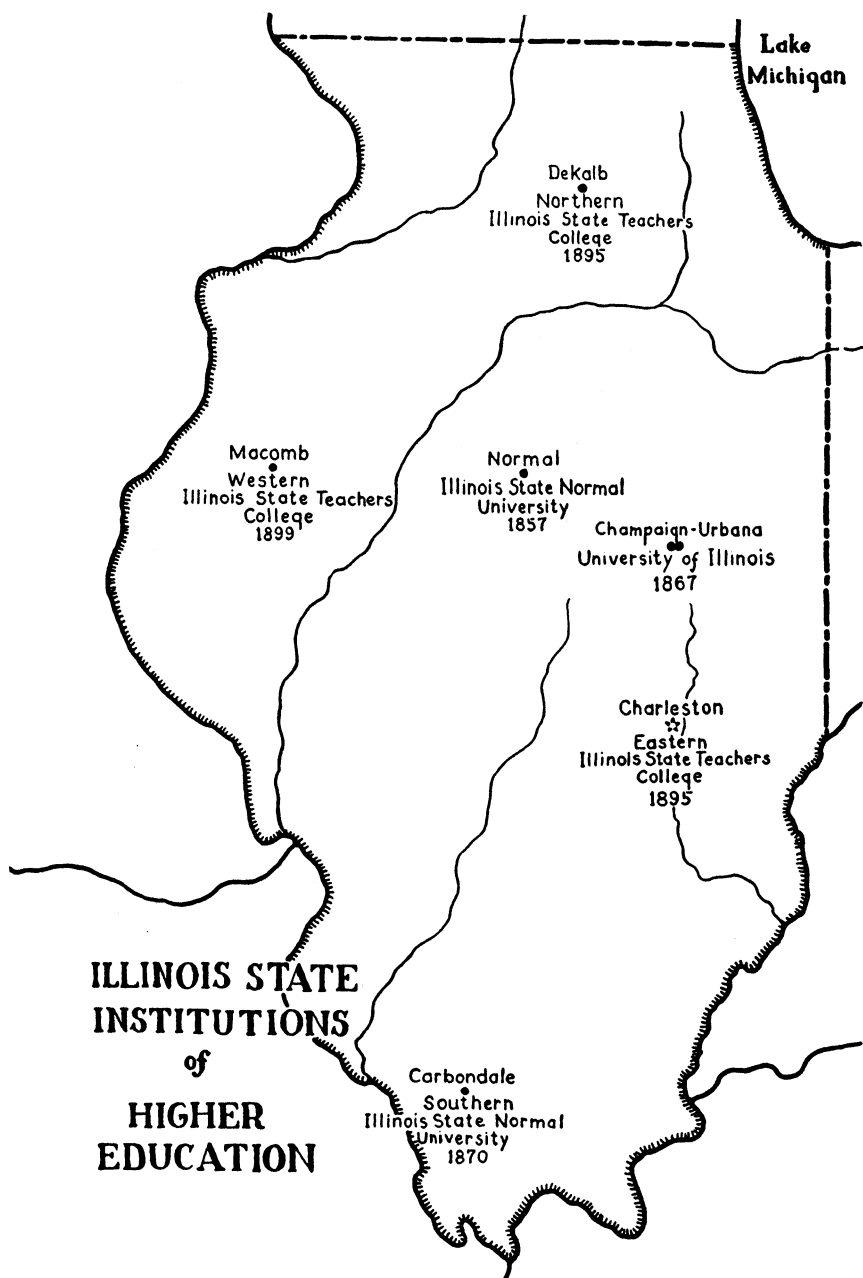 Lake
Michigan
DeKalb
Northern
Illinois State Teachers
College
1895
Macomb
Western
Illinois State Teachers
College
1899
Normal
Illinois State Normal
University
1857
Champaign-Urbana
University of Illinois
1867
Charleston
Eastern
Illinois State Teachers
College
1895
ILLINOIS STATE
INSTITUTIONS
of
HIGHER
EDUCATION
Carbondale
Southern
Illinois State Normal
University
1870